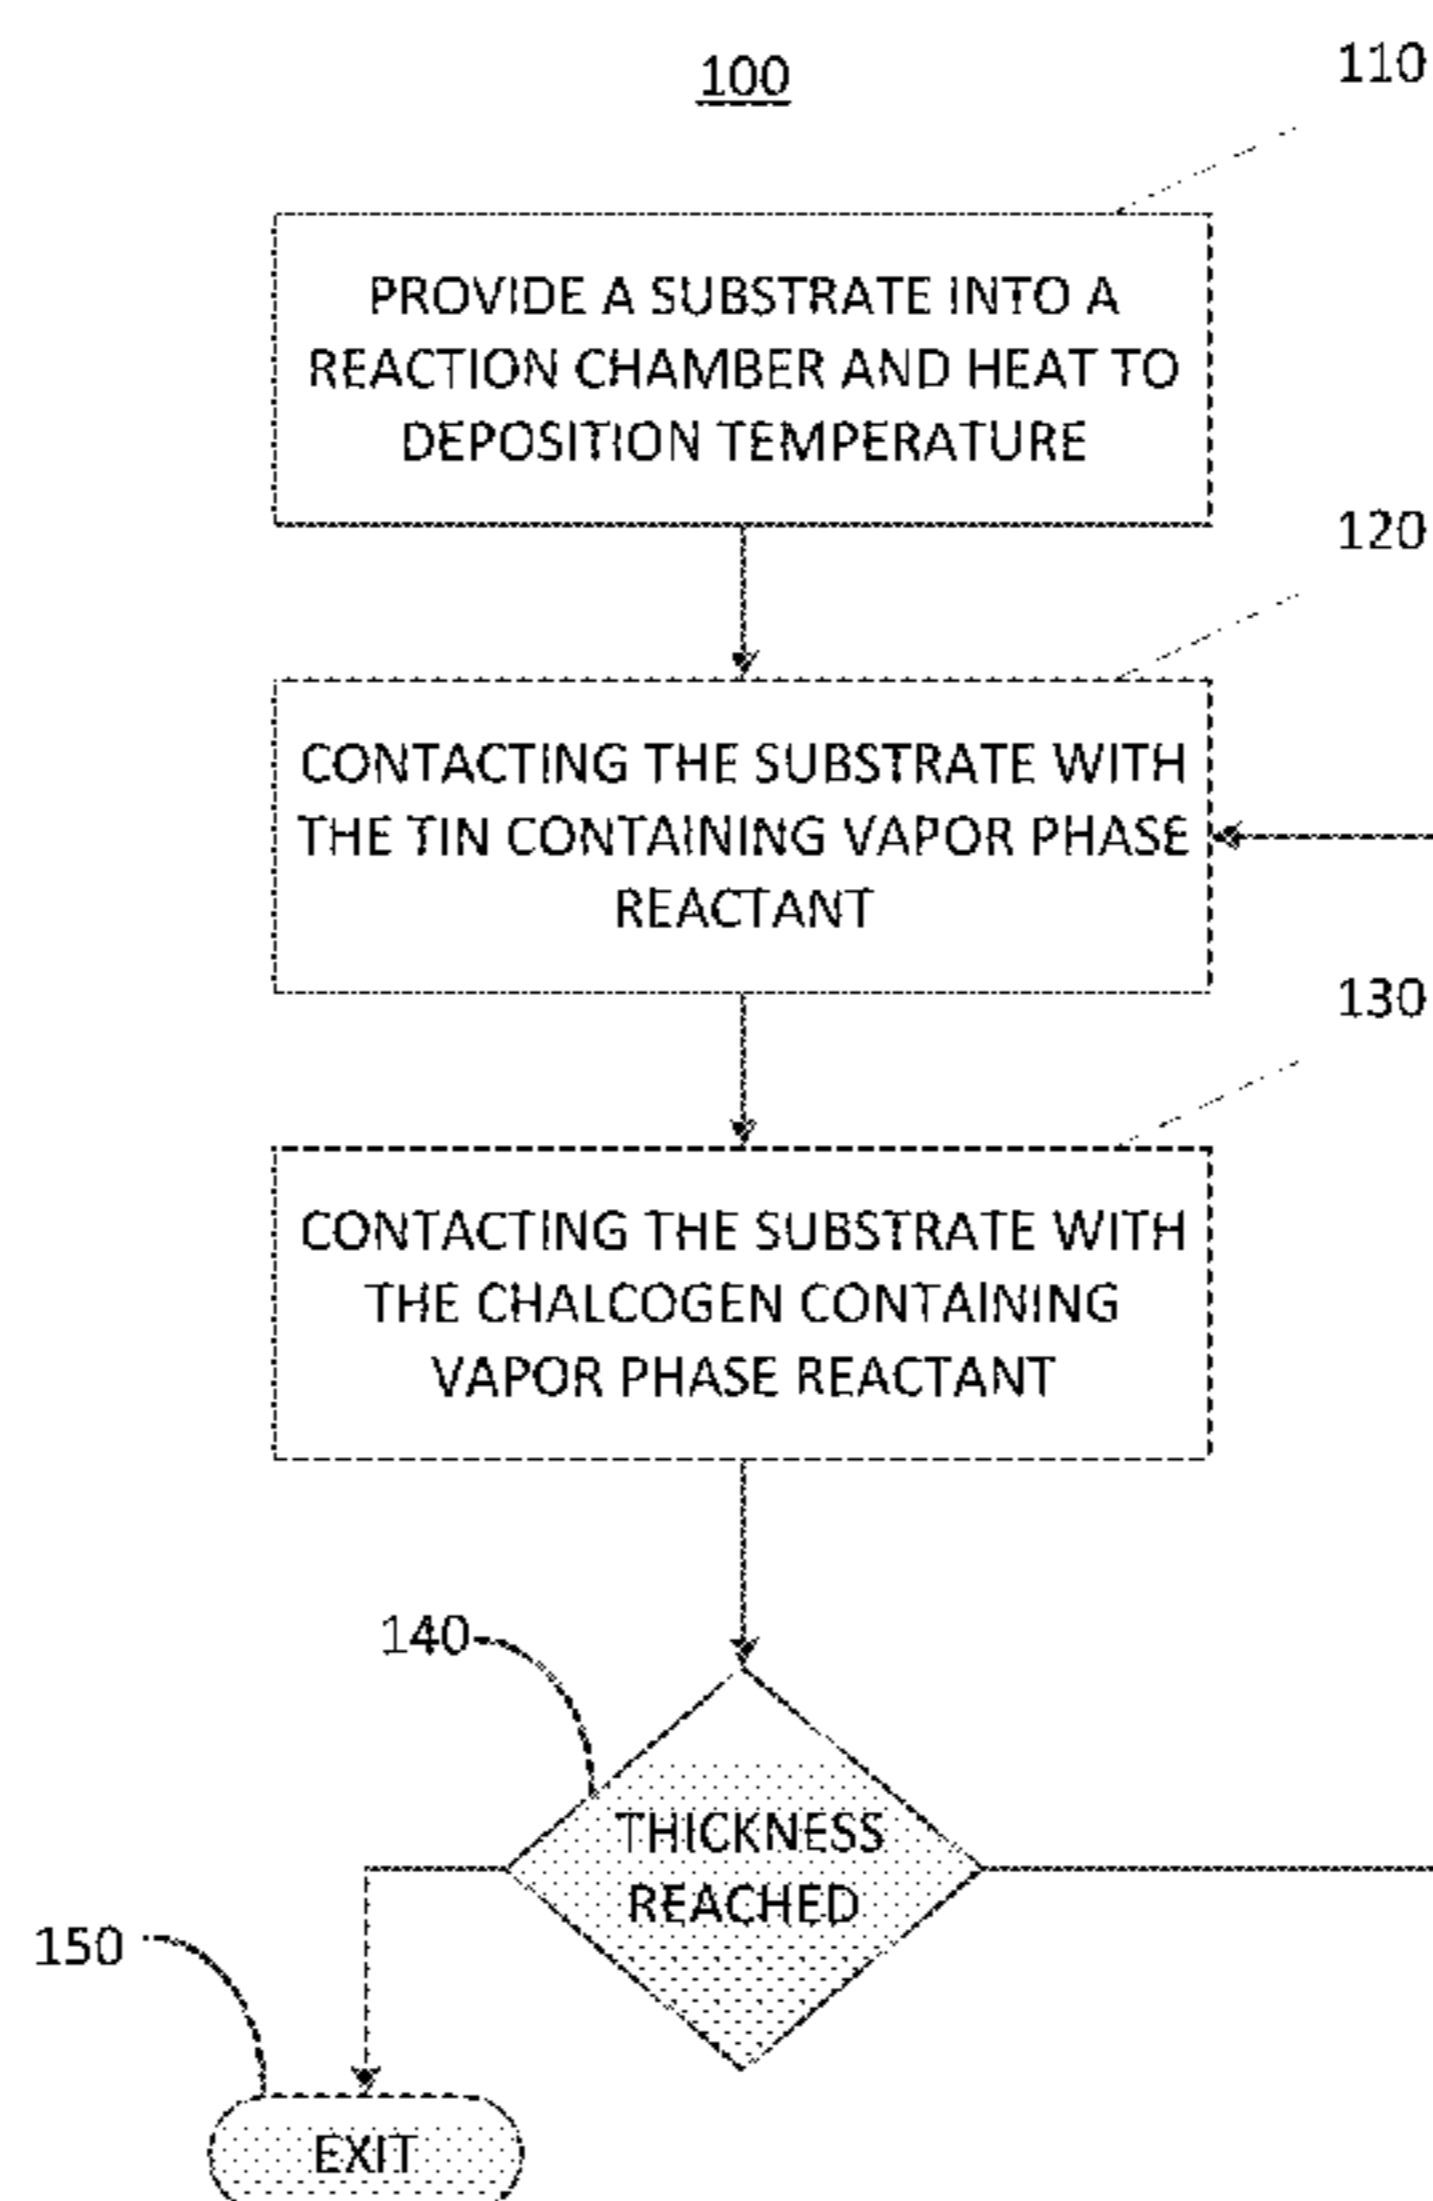 100
110
PROVIDE A SUBSTRATE INTO A
REACTION CHAMBER AND HEAT TO
DEPOSITION TEMPERATURE
120
CONTACTING THE SUBSTRATE WITH
THE TIN CONTAINING VAPOR PHASE
REACTANT
130
CONTACTING THE SUBSTRATE WITH
THE CHALCOGEN CONTAINING
VAPOR PHASE REACTANT
140
THICKNESS
REACHED
150
EXIT